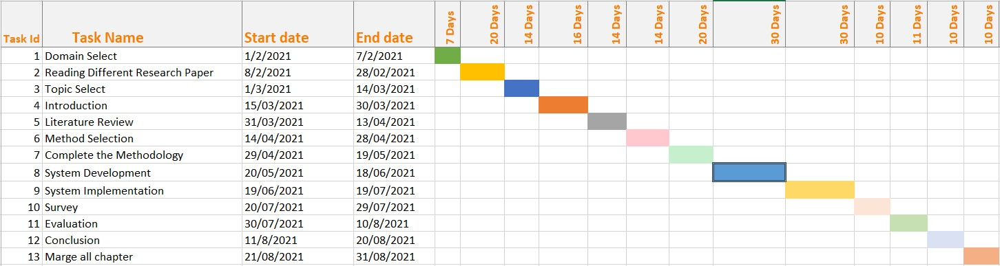 Task Id Task Name Start date End date 7 Days 20 Days 14 Days 16 Days 14 Days 14 Days 20 Days 30 Days 30 Days 10 Days 11 Days 10 Days 10 Days
1 Domain Select 1/2/2021 7/2/2021
2 Reading Different Research Paper 8/2/2021 28/02/2021
3 Topic Select 1/3/2021 14/03/2021
4 Introduction 15/03/2021 30/03/2021
5 Literature Review 31/03/2021 13/04/2021
6 Method Selection 14/04/2021 28/04/2021
7 Complete the Methodology 29/04/2021 19/05/2021
8 System Development 20/05/2021 18/06/2021
9 System Implementation 19/06/2021 19/07/2021
10 Survey 20/07/2021 29/07/2021
11 Evaluation 30/07/2021 10/8/2021
12 Conclusion 11/8/2021 20/08/2021
13 Marge all chapter 21/08/2021 31/08/2021